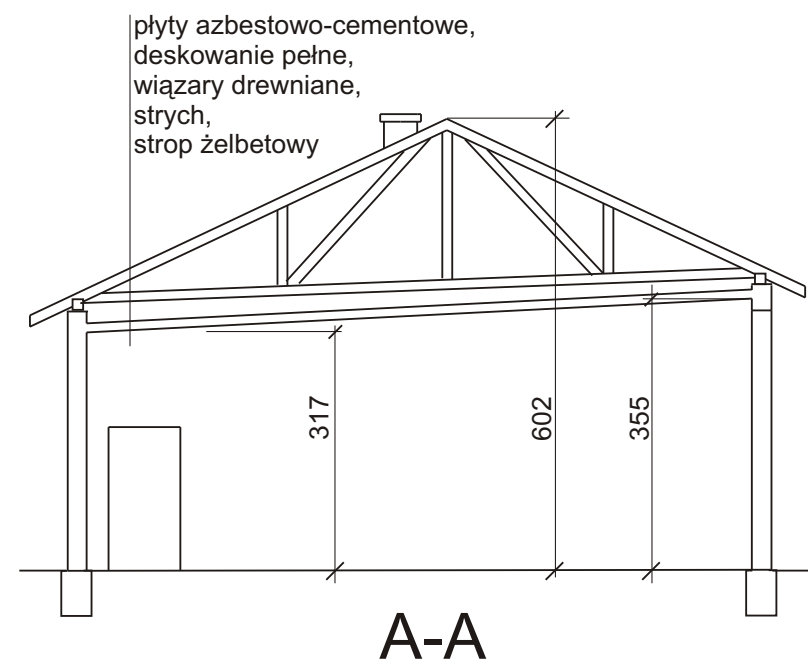 płyty azbestowo-cementowe,
deskowanie pełne,
wiązary drewniane,
strych,
strop żelbetowy
317
602
355
A-A